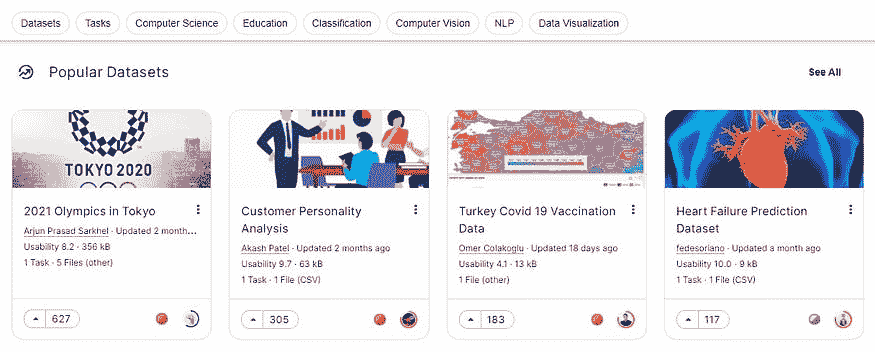 Datasets
Tasks
Computer Science
Education
Classification
Computer Vision
NLP
Data Visualization
Popular Datasets
See All
TOKYO 2020
2021 Olympics in Tokyo
Arjun Prasad Sarkhel · Updated 2 month...
Usability 8.2 · 356 kB
1 Task · 5 Files (other)
627
Customer Personality
Analysis
Akash Patel · Updated 2 months ago
Usability 9.7 · 63 kB
1 Task · 1 File (CSV)
305
Turkey Covid 19 Vaccination
Data
Omer Colakoglu · Updated 18 days ago
Usability 4.1 · 13 kB
1 File (other)
183
Heart Failure Prediction
Dataset
fedesoriano · Updated a month ago
Usability 10.0 · 9 kB
1 Task · 1 File (CSV)
117